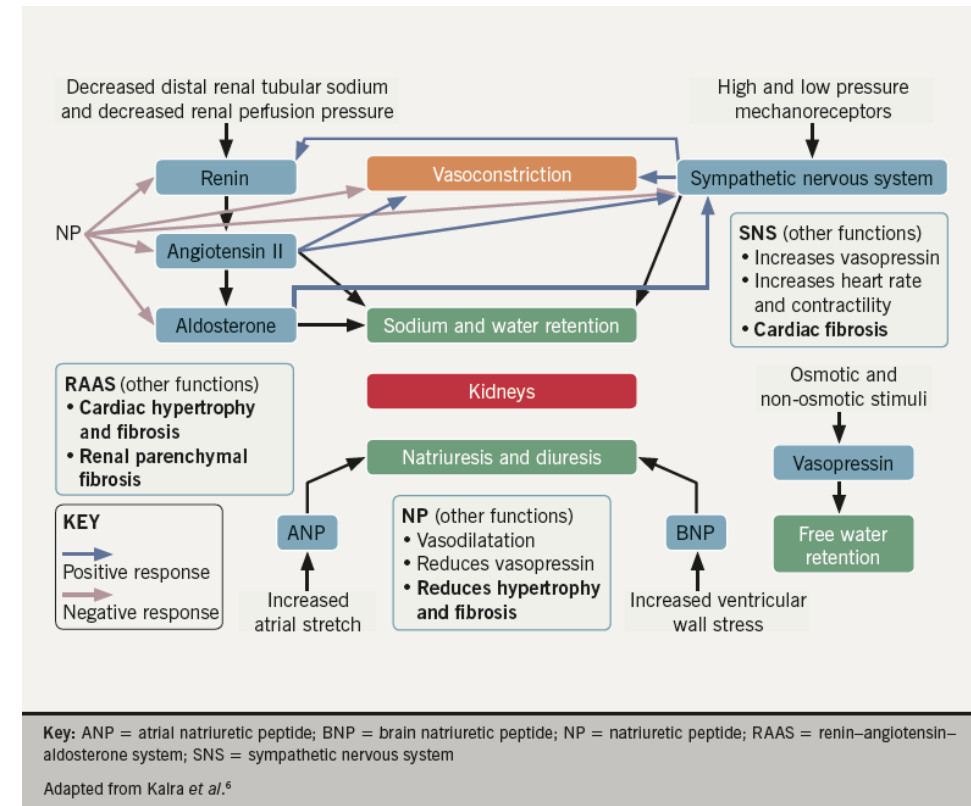 Decreased distal renal tubular sodium
and decreased renal perfusion pressure
High and low pressure
mechanoreceptors
Renin
Vasoconstriction
Sympathetic nervous system
NP
Angiotensin II
Aldosterone
Sodium and water retention
SNS (other functions)
• Increases vasopressin
• Increases heart rate
and contractility
• Cardiac fibrosis
RAAS (other functions)
• Cardiac hypertrophy
and fibrosis
• Renal parenchymal
fibrosis
Kidneys
Natriuresis and diuresis
Osmotic and
non-osmotic stimuli
Vasopressin
Free water
retention
KEY
Positive response
Negative response
ANP
Increased
atrial stretch
NP (other functions)
• Vasodilatation
• Reduces vasopressin
• Reduces hypertrophy
and fibrosis
BNP
Increased ventricular
wall stress
Key: ANP = atrial natriuretic peptide; BNP = brain natriuretic peptide; NP = natriuretic peptide; RAAS = renin–angiotensin–
aldosterone system; SNS = sympathetic nervous system
Adapted from Kalra et al.⁶